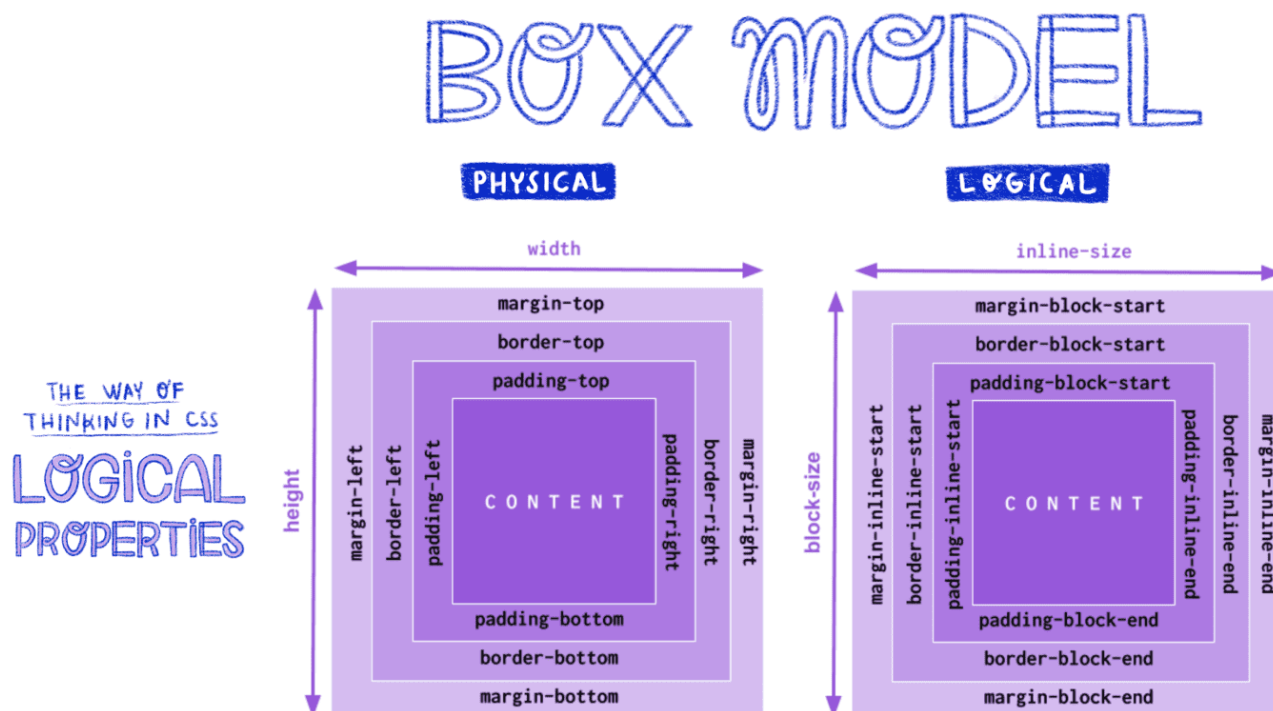 BOX MODEL
PHYSICAL
LOGICAL
THE WAY OF
THINKING IN CSS
LOGICAL
PROPERTIES
width
height
margin-top
border-top
padding-top
margin-left
border-left
padding-left
CONTENT
padding-right
border-right
margin-right
padding-bottom
border-bottom
margin-bottom
inline-size
block-size
margin-block-start
border-block-start
padding-block-start
margin-inline-start
border-inline-start
padding-inline-start
CONTENT
padding-inline-end
border-inline-end
margin-inline-end
padding-block-end
border-block-end
margin-block-end